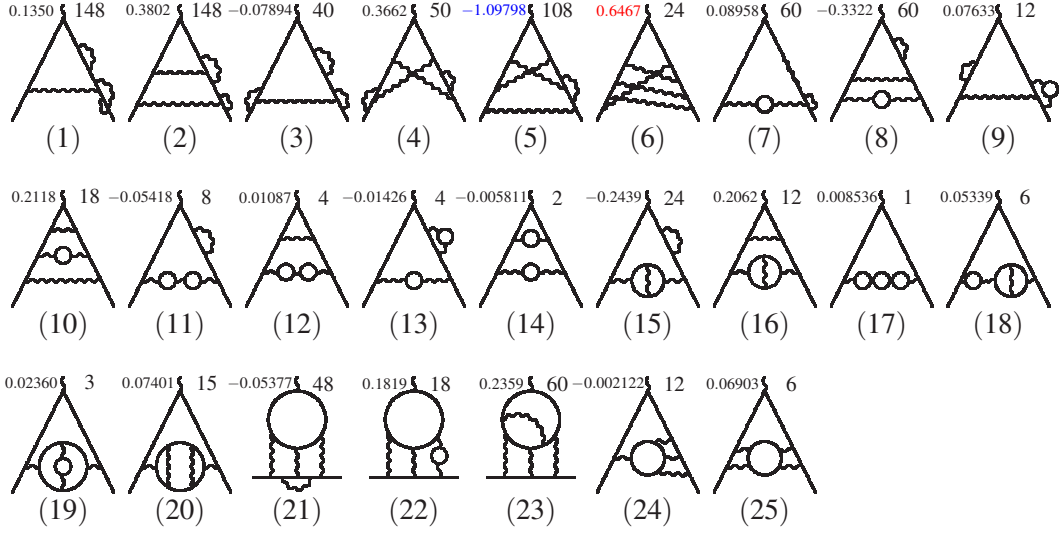 0.1350 148 0.3802 148 −0.07894 40 0.3662 50 −1.09798 108 0.6467 24 0.08958 60 −0.3322 60 0.07633 12
(1) (2) (3) (4) (5) (6) (7) (8) (9)
0.2118 18 −0.05418 8 0.01087 4 −0.01426 4 −0.005811 2 −0.2439 24 0.2062 12 0.008536 1 0.05339 6
(10) (11) (12) (13) (14) (15) (16) (17) (18)
0.02360 3 0.07401 15 −0.05377 48 0.1819 18 0.2359 60 −0.002122 12 0.06903 6
(19) (20) (21) (22) (23) (24) (25)